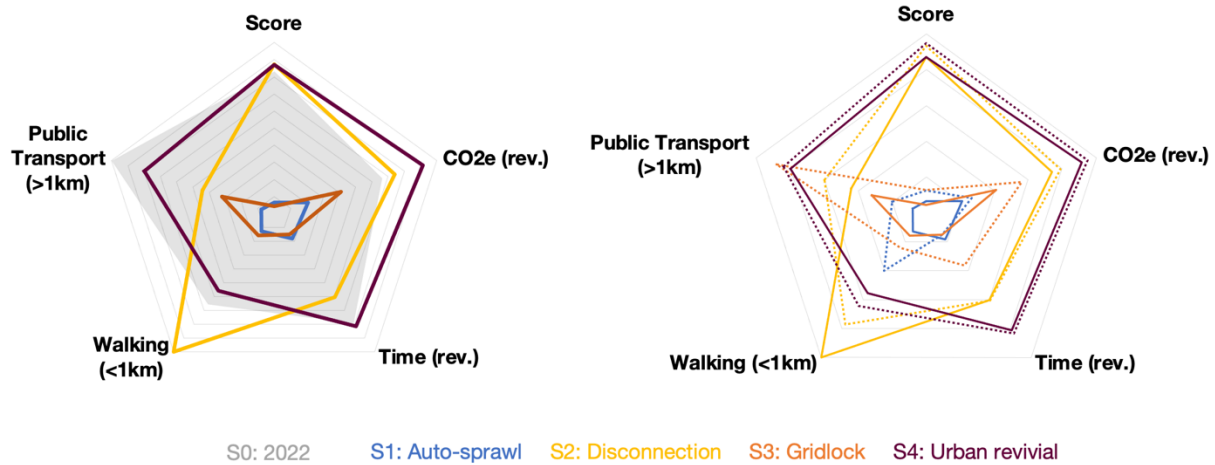 Score
Public
Transport
(>1km)
CO2e (rev.)
Walking
(<1km)
Time (rev.)
Score
Public Transport
(>1km)
CO2e (rev.)
Walking (<1km)
Time (rev.)
S0: 2022 S1: Auto-sprawl S2: Disconnection S3: Gridlock S4: Urban revivial